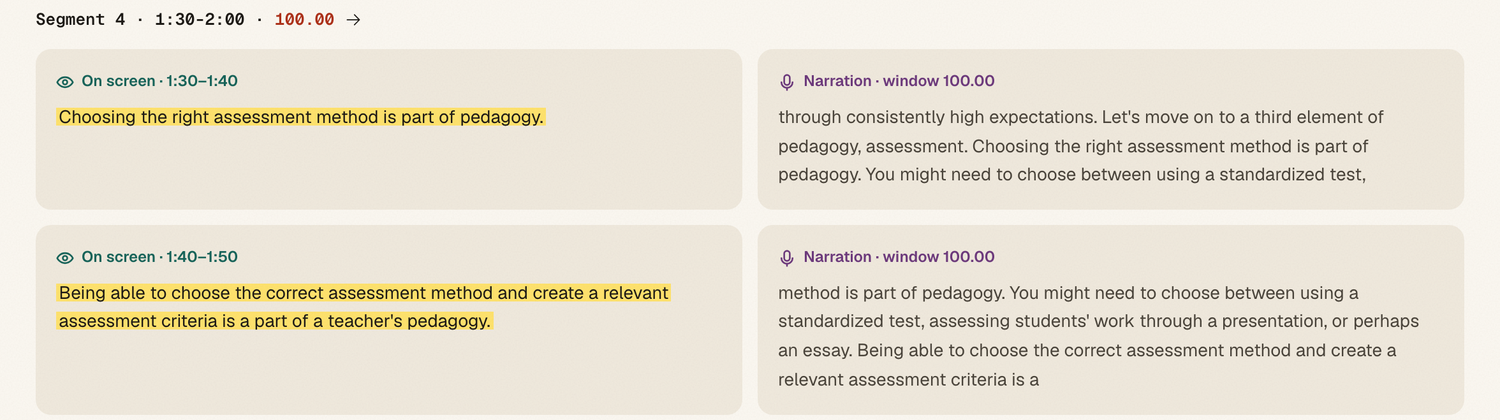 Segment 4 · 1:30-2:00 · 100.00 →
On screen · 1:30–1:40
Choosing the right assessment method is part of pedagogy.
Narration · window 100.00
through consistently high expectations. Let's move on to a third element of
pedagogy, assessment. Choosing the right assessment method is part of
pedagogy. You might need to choose between using a standardized test,
On screen · 1:40–1:50
Being able to choose the correct assessment method and create a relevant
assessment criteria is a part of a teacher's pedagogy.
Narration · window 100.00
method is part of pedagogy. You might need to choose between using a
standardized test, assessing students' work through a presentation, or perhaps
an essay. Being able to choose the correct assessment method and create a
relevant assessment criteria is a